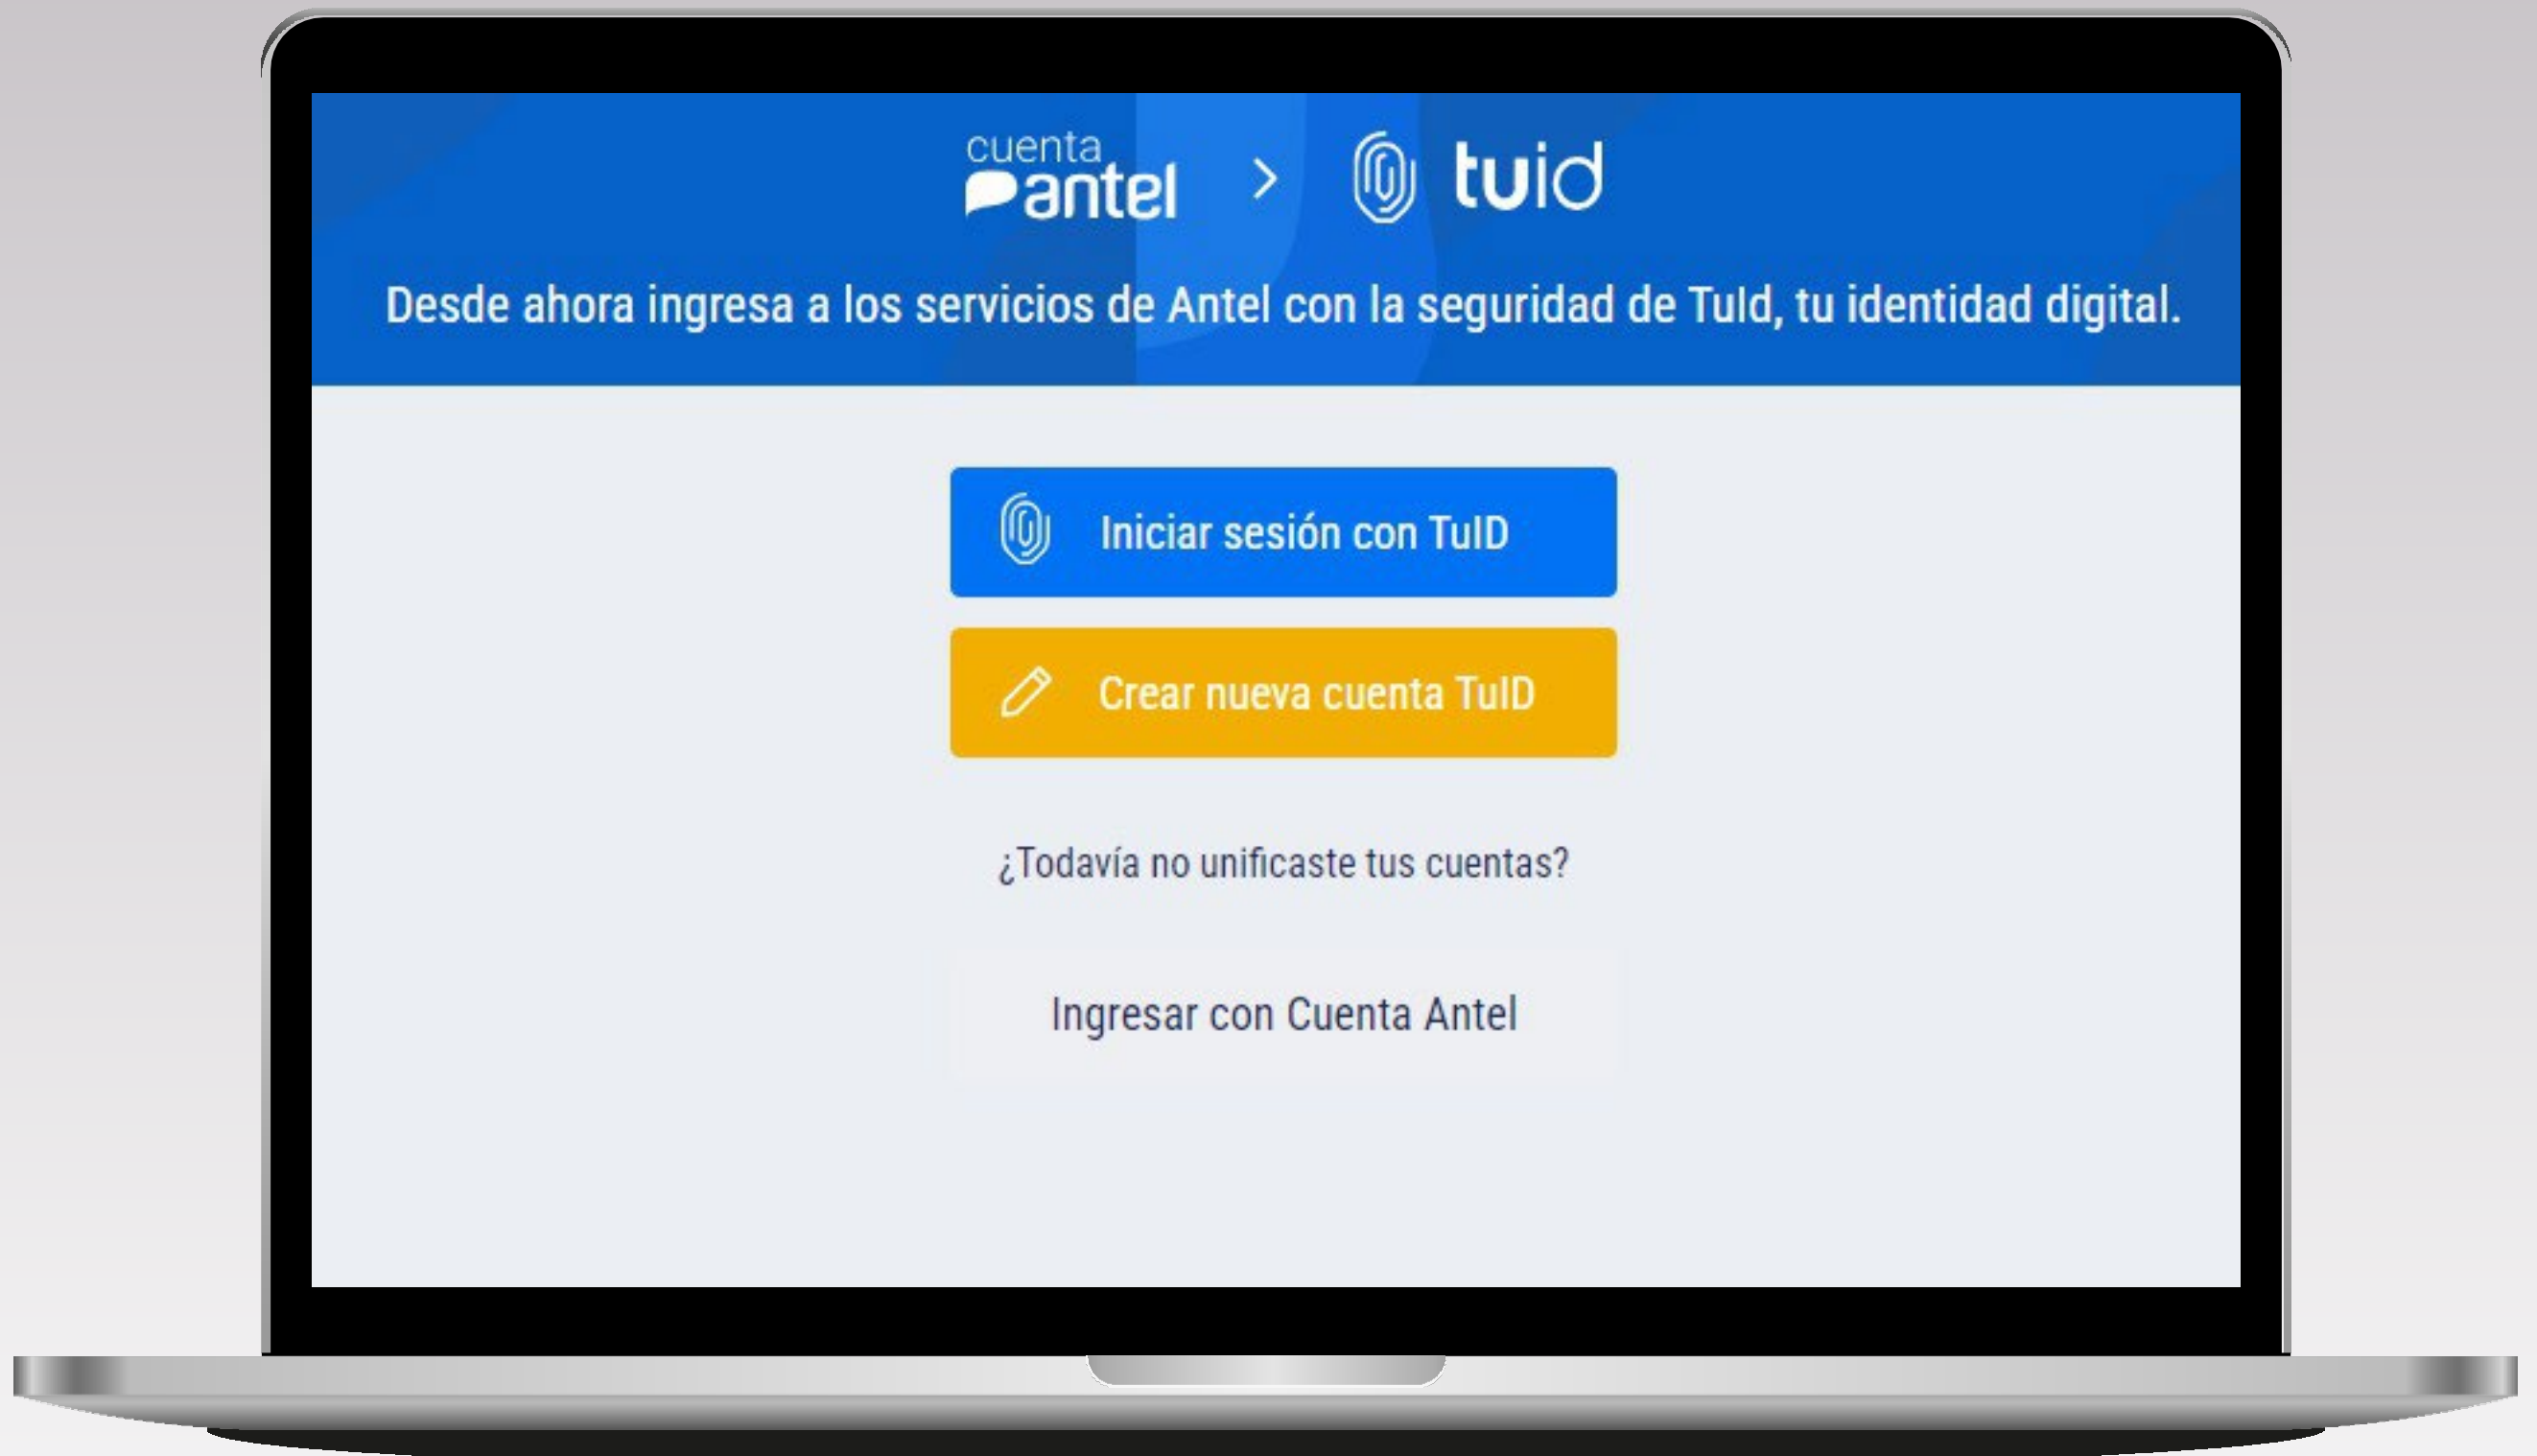 cuenta
antel > tuid
Desde ahora ingresa a los servicios de Antel con la seguridad de TuId, tu identidad digital.
Iniciar sesión con TuID
Crear nueva cuenta TuID
¿Todavía no unificaste tus cuentas?
Ingresar con Cuenta Antel